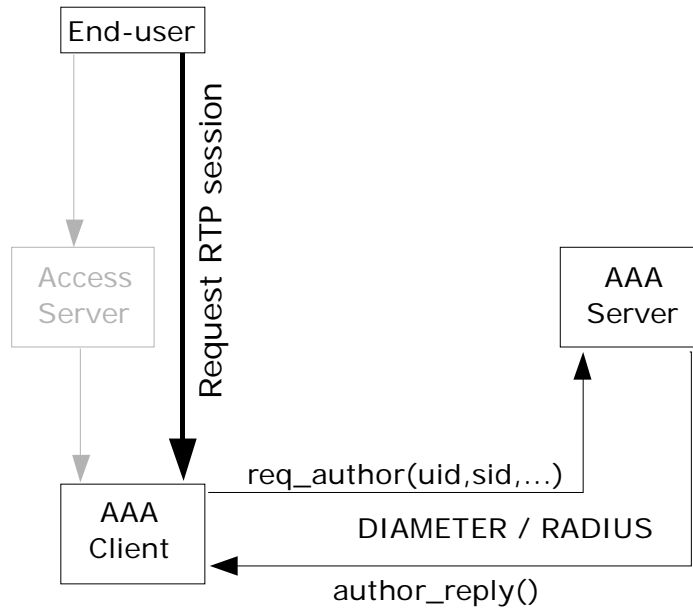 End-user
Request RTP session
Access
Server
AAA
Server
req_author(uid,sid,...)
AAA
Client
DIAMETER / RADIUS
author_reply()